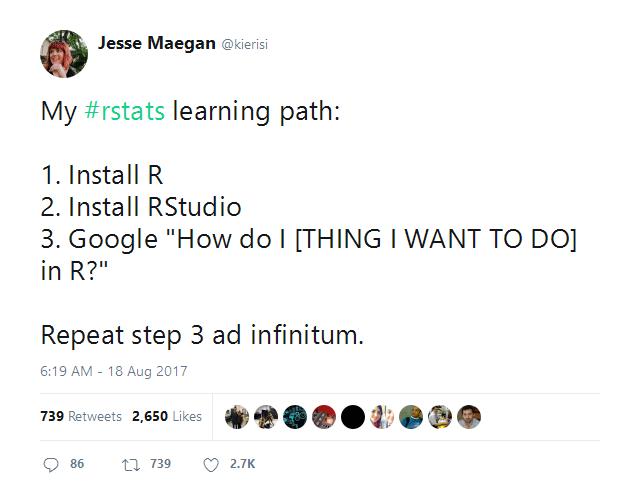 Jesse Maegan @kierisi
My #rstats learning path:
1. Install R
2. Install RStudio
3. Google "How do I [THING I WANT TO DO]
in R?"
Repeat step 3 ad infinitum.
6:19 AM - 18 Aug 2017
739 Retweets 2,650 Likes
86 739 2.7K